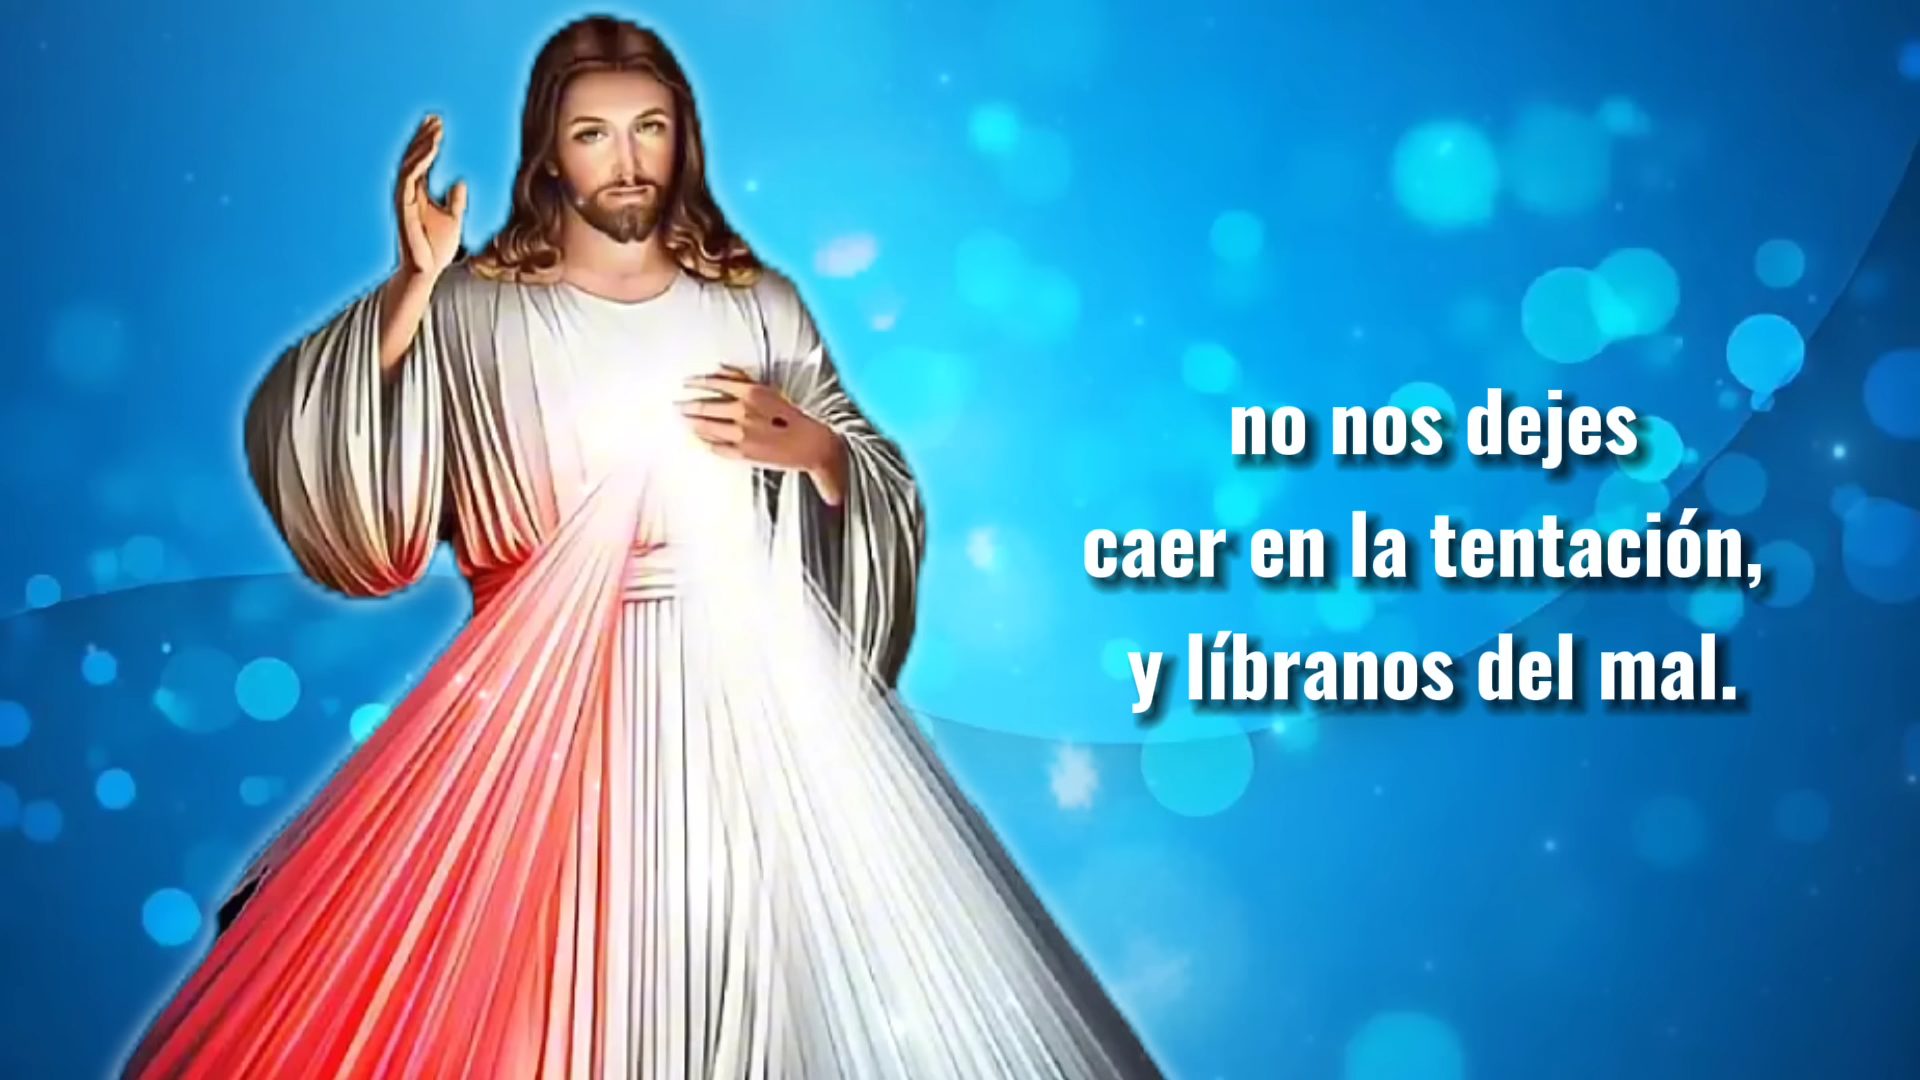 no nos dejes
caer en la tentación,
y líbranos del mal.